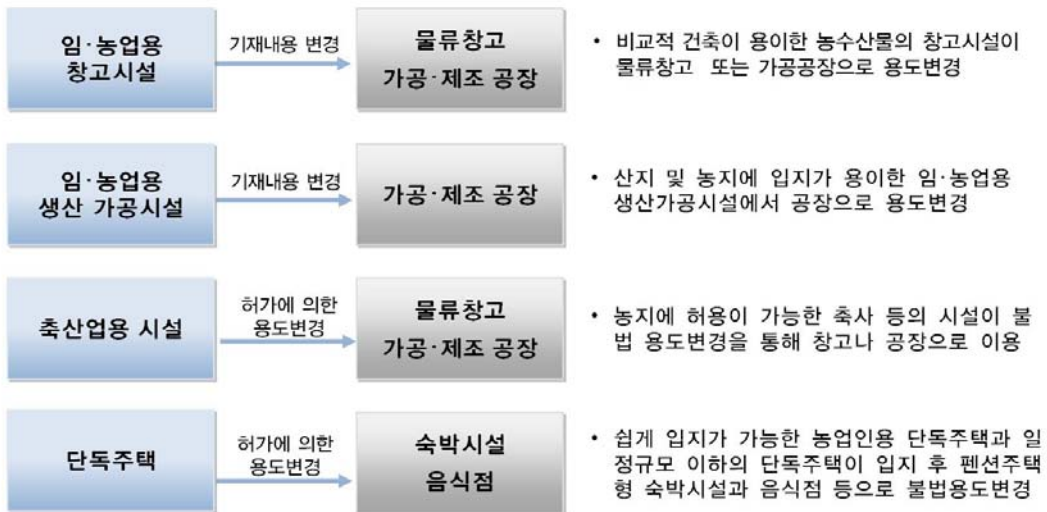 임·농업용
창고시설
기재내용 변경
물류창고
가공·제조 공장
• 비교적 건축이 용이한 농수산물의 창고시설이
물류창고 또는 가공공장으로 용도변경
임·농업용
생산 가공시설
기재내용 변경
가공·제조 공장
• 산지 및 농지에 입지가 용이한 임·농업용
생산가공시설에서 공장으로 용도변경
축산업용 시설
허가에 의한
용도변경
물류창고
가공·제조 공장
• 농지에 허용이 가능한 축사 등의 시설이 불
법 용도변경을 통해 창고나 공장으로 이용
단독주택
허가에 의한
용도변경
숙박시설
음식점
• 쉽게 입지가 가능한 농업인용 단독주택과 일
정규모 이하의 단독주택이 입지 후 펜션주택
형 숙박시설과 음식점 등으로 불법용도변경